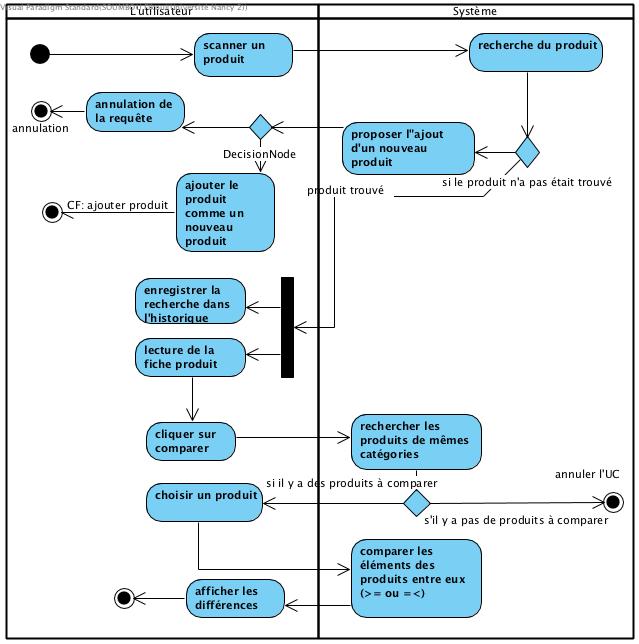 Visual Paradigm Standard(
Université Nancy 2))
L'utilisateur
Système
scanner un
produit
recherche du produit
annulation de
la requête
annulation
proposer l"ajout
d'un nouveau
produit
DecisionNode
si le produit n'a pas était trouvé
produit trouvé
ajouter le
produit
comme un
nouveau
produit
CF: ajouter produit
enregistrer la
recherche dans
l'historique
lecture de la
fiche produit
cliquer sur
comparer
rechercher les
produits de mêmes
catégories
annuler l'UC
si il y a des produits à comparer
choisir un produit
s'il y a pas de produits à comparer
comparer les
éléments des
produits entre eux
(>= ou =<)
afficher les
différences